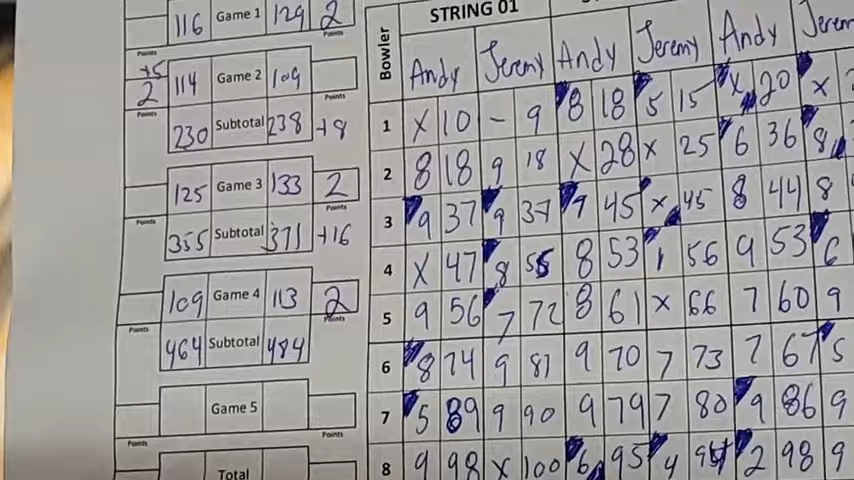 116 Game 1 129 2
Points Points
+5
2 114 Game 2 109
Points Points
230 Subtotal 238 +8
125 Game 3 133 2
Points Points
355 Subtotal 371 +16
109 Game 4 113 2
Points Points
464 Subtotal 484
Game 5
Points Points
Total
STRING 01
Bowler Andy Jeremy Andy Jeremy Andy Jerem
1 X 10 - 9 8 18 5 15 X 20 X
2 8 18 9 18 X 28 X 25 6 36 8
3 9 37 9 37 9 45 X 45 8 44 8
4 X 47 8 55 8 53 1 56 9 53 6
5 9 56 7 72 8 61 X 66 7 60 9
6 8 74 9 81 9 70 7 73 7 67 5
7 5 89 9 90 9 79 7 80 9 86 9
8 9 98 X 100 6 95 4 94 2 98 9